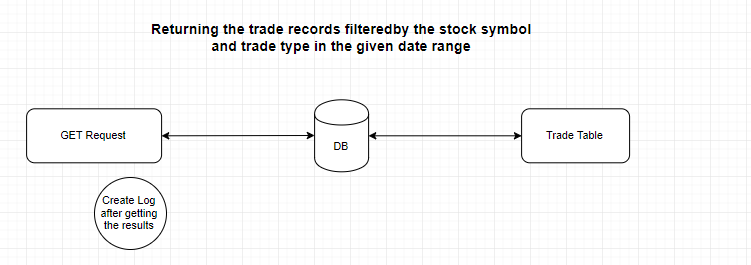 Returning the trade records filteredby the stock symbol
and trade type in the given date range
GET Request
DB
Trade Table
Create Log
after getting
the results